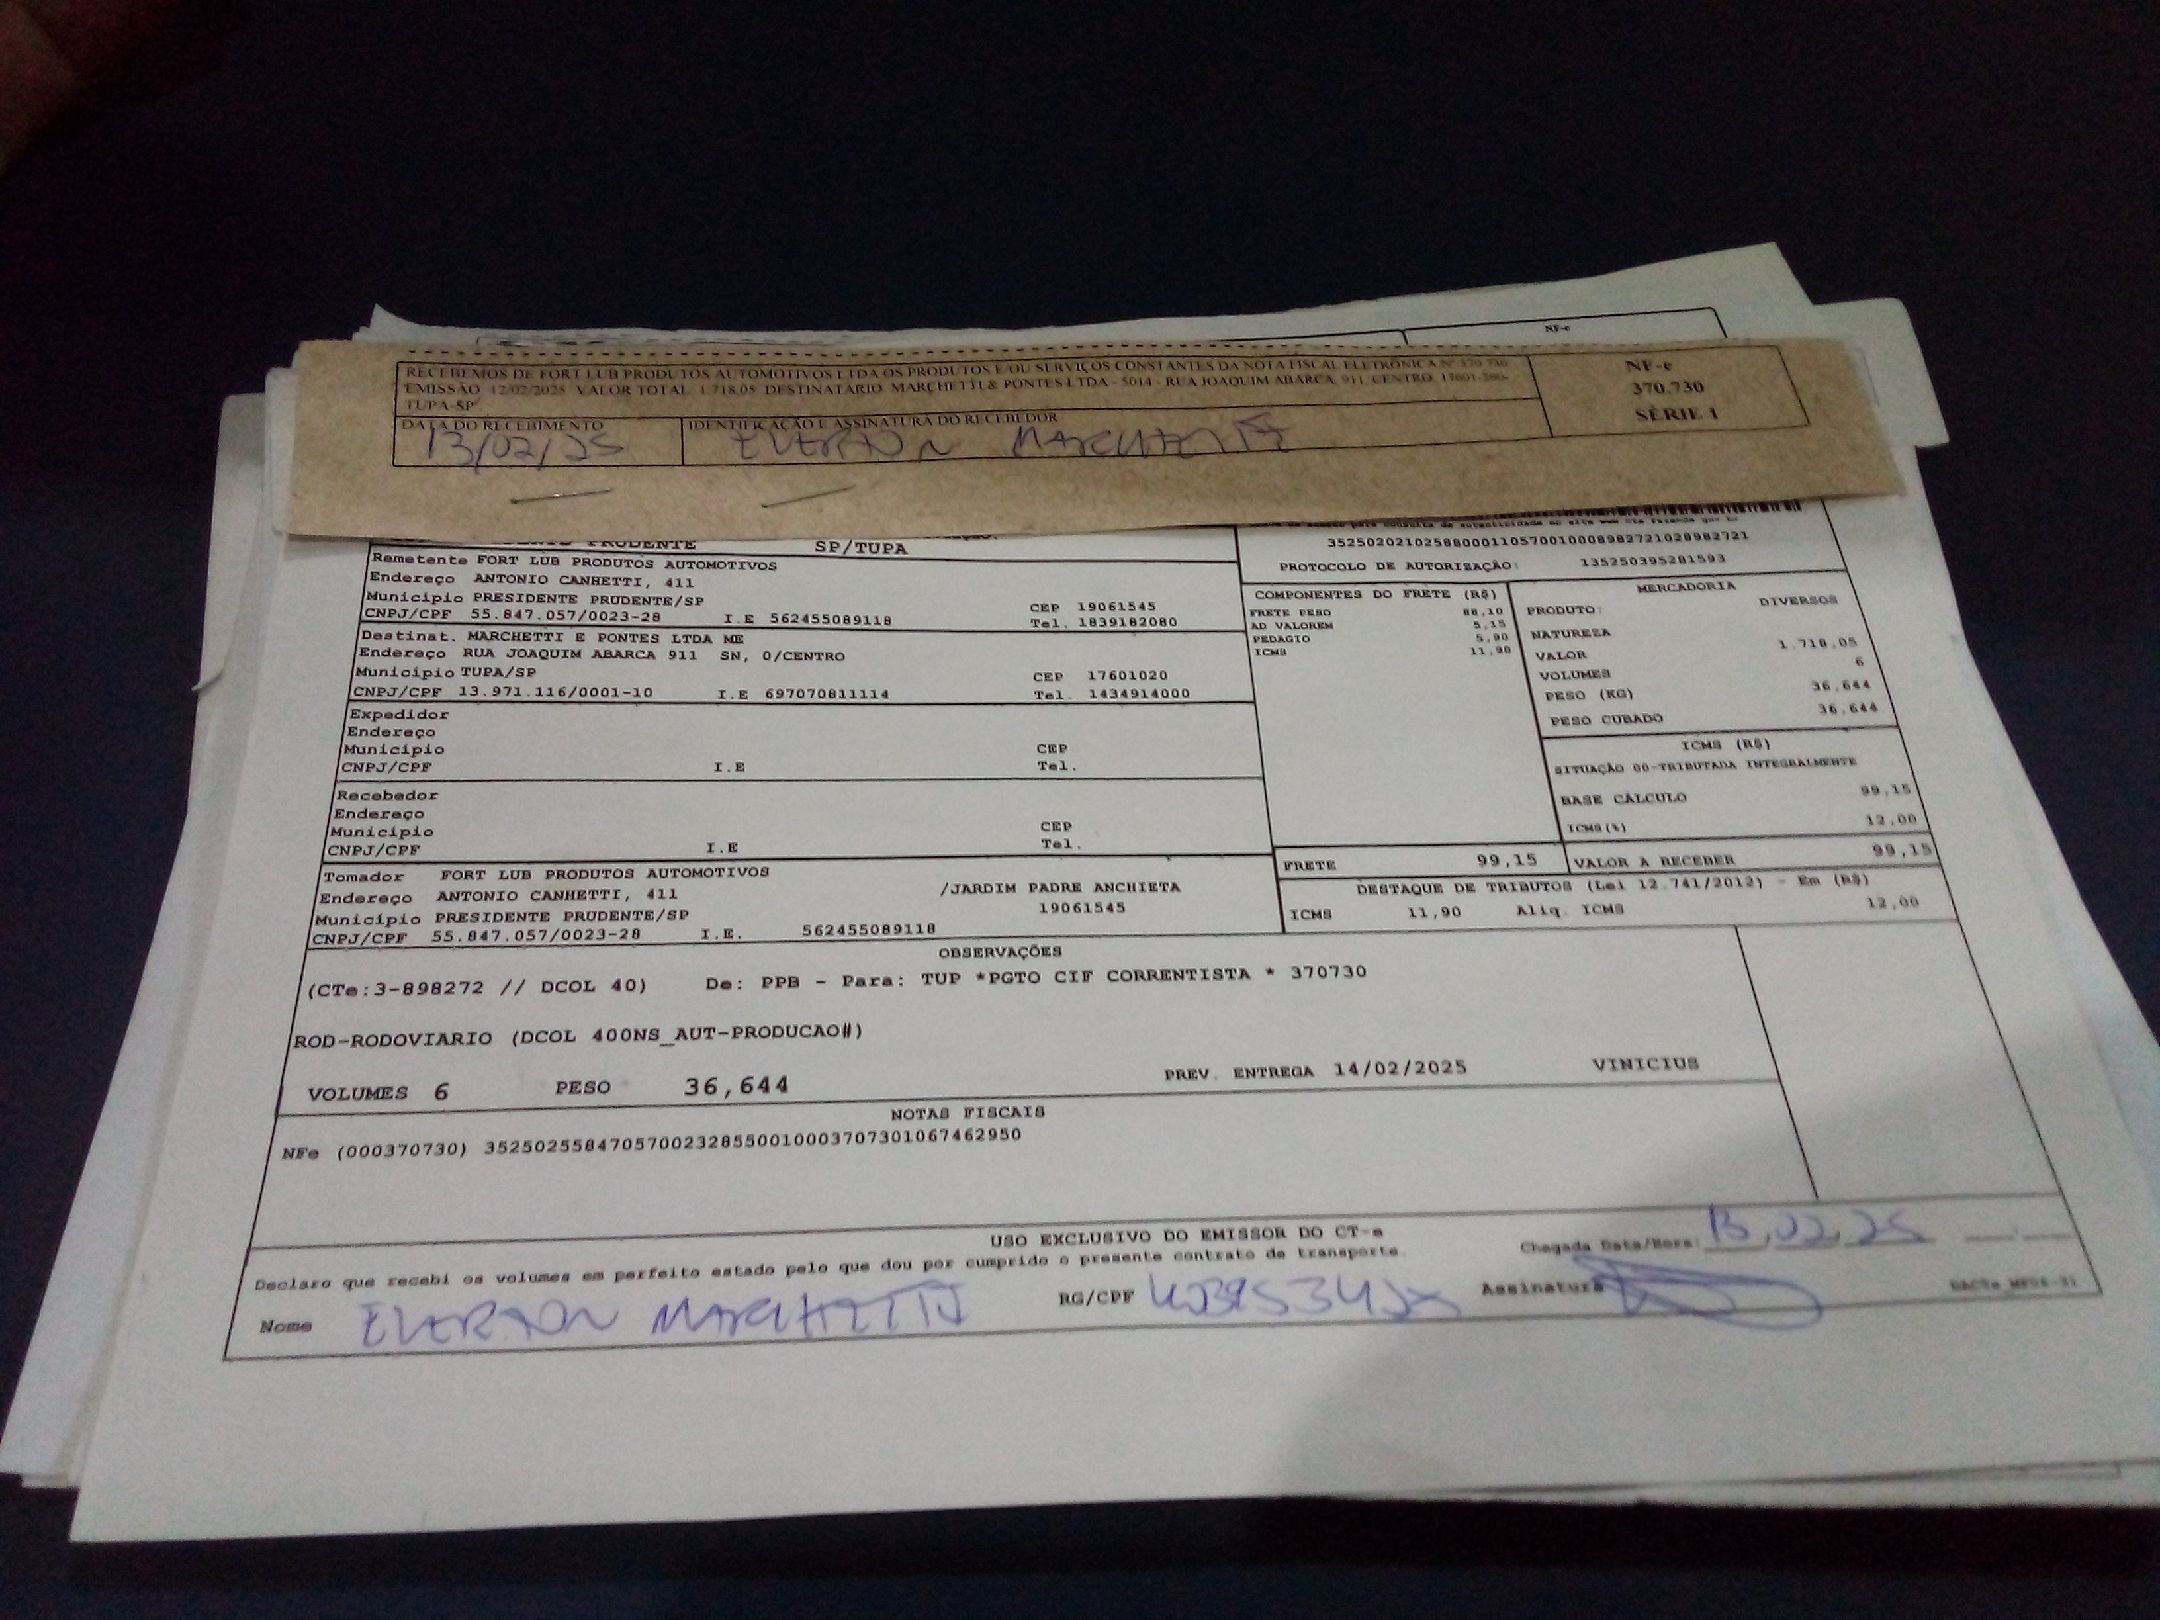 NF-e
RECEBEMOS DE FORT LUB PRODUTOS AUTOMOTIVOS LTDA OS PRODUTOS E/OU SERVIÇOS CONSTANTES DA NOTA FISCAL ELETRÔNICA Nº 370.730
EMISSÃO 12/02/2025 VALOR TOTAL 1.718,05 DESTINATÁRIO MARCHETTI & PONTES LTDA - 5014 - RUA JOAQUIM ABARCA, 911, CENTRO, 17601-260-
TUPA-SP
NF-e
370.730
SÉRIE 1
DATA DO RECEBIMENTO
IDENTIFICAÇÃO E ASSINATURA DO RECEBEDOR
13/02/25
EVERTON MARCHETTI
PRUDENTE SP/TUPA
35250202102588000110570010008982721028982721
PROTOCOLO DE AUTORIZAÇÃO: 135250395281593
Remetente FORT LUB PRODUTOS AUTOMOTIVOS
Endereço ANTONIO CANHETTI, 411
Município PRESIDENTE PRUDENTE/SP CEP 19061545
CNPJ/CPF 55.847.057/0023-28 I.E 562455089118 Tel. 1839182080
Destinat. MARCHETTI E PONTES LTDA ME
Endereço RUA JOAQUIM ABARCA 911 SN, 0/CENTRO
Município TUPA/SP CEP 17601020
CNPJ/CPF 13.971.116/0001-10 I.E 697070811114 Tel. 1434914000
Expedidor
Endereço
Município CEP
CNPJ/CPF I.E Tel.
Recebedor
Endereço
Município CEP
CNPJ/CPF I.E Tel.
Tomador FORT LUB PRODUTOS AUTOMOTIVOS
Endereço ANTONIO CANHETTI, 411 /JARDIM PADRE ANCHIETA
Município PRESIDENTE PRUDENTE/SP 19061545
CNPJ/CPF 55.847.057/0023-28 I.E. 562455089118
COMPONENTES DO FRETE (R$)
FRETE PESO 88,10
AD VALOREM 5,15
PEDAGIO 5,90
ICMS 11,90
MERCADORIA
PRODUTO: DIVERSOS
NATUREZA
VALOR 1.718,05
VOLUMES 6
PESO (KG) 36,644
PESO CUBADO 36,644
ICMS (R$)
SITUAÇÃO 00-TRIBUTADA INTEGRALMENTE
BASE CÁLCULO 99,15
ICMS(%) 12,00
FRETE 99,15 VALOR A RECEBER 99,15
DESTAQUE DE TRIBUTOS (Lei 12.741/2012) - Em (R$)
ICMS 11,90 Aliq. ICMS 12,00
OBSERVAÇÕES
(CTe:3-898272 // DCOL 40) De: PPB - Para: TUP *PGTO CIF CORRENTISTA * 370730
ROD-RODOVIARIO (DCOL 400NS_AUT-PRODUCAO#)
VOLUMES 6 PESO 36,644 PREV. ENTREGA 14/02/2025 VINICIUS
NOTAS FISCAIS
NFe (000370730) 35250255847057002328550010003707301067462950
USO EXCLUSIVO DO EMISSOR DO CT-e
Declaro que recebi os volumes em perfeito estado pelo que dou por cumprido o presente contrato de transporte.
Chegada Data/Hora: 13,02,25
Nome EVERTON MARCHETTI RG/CPF Assinatura